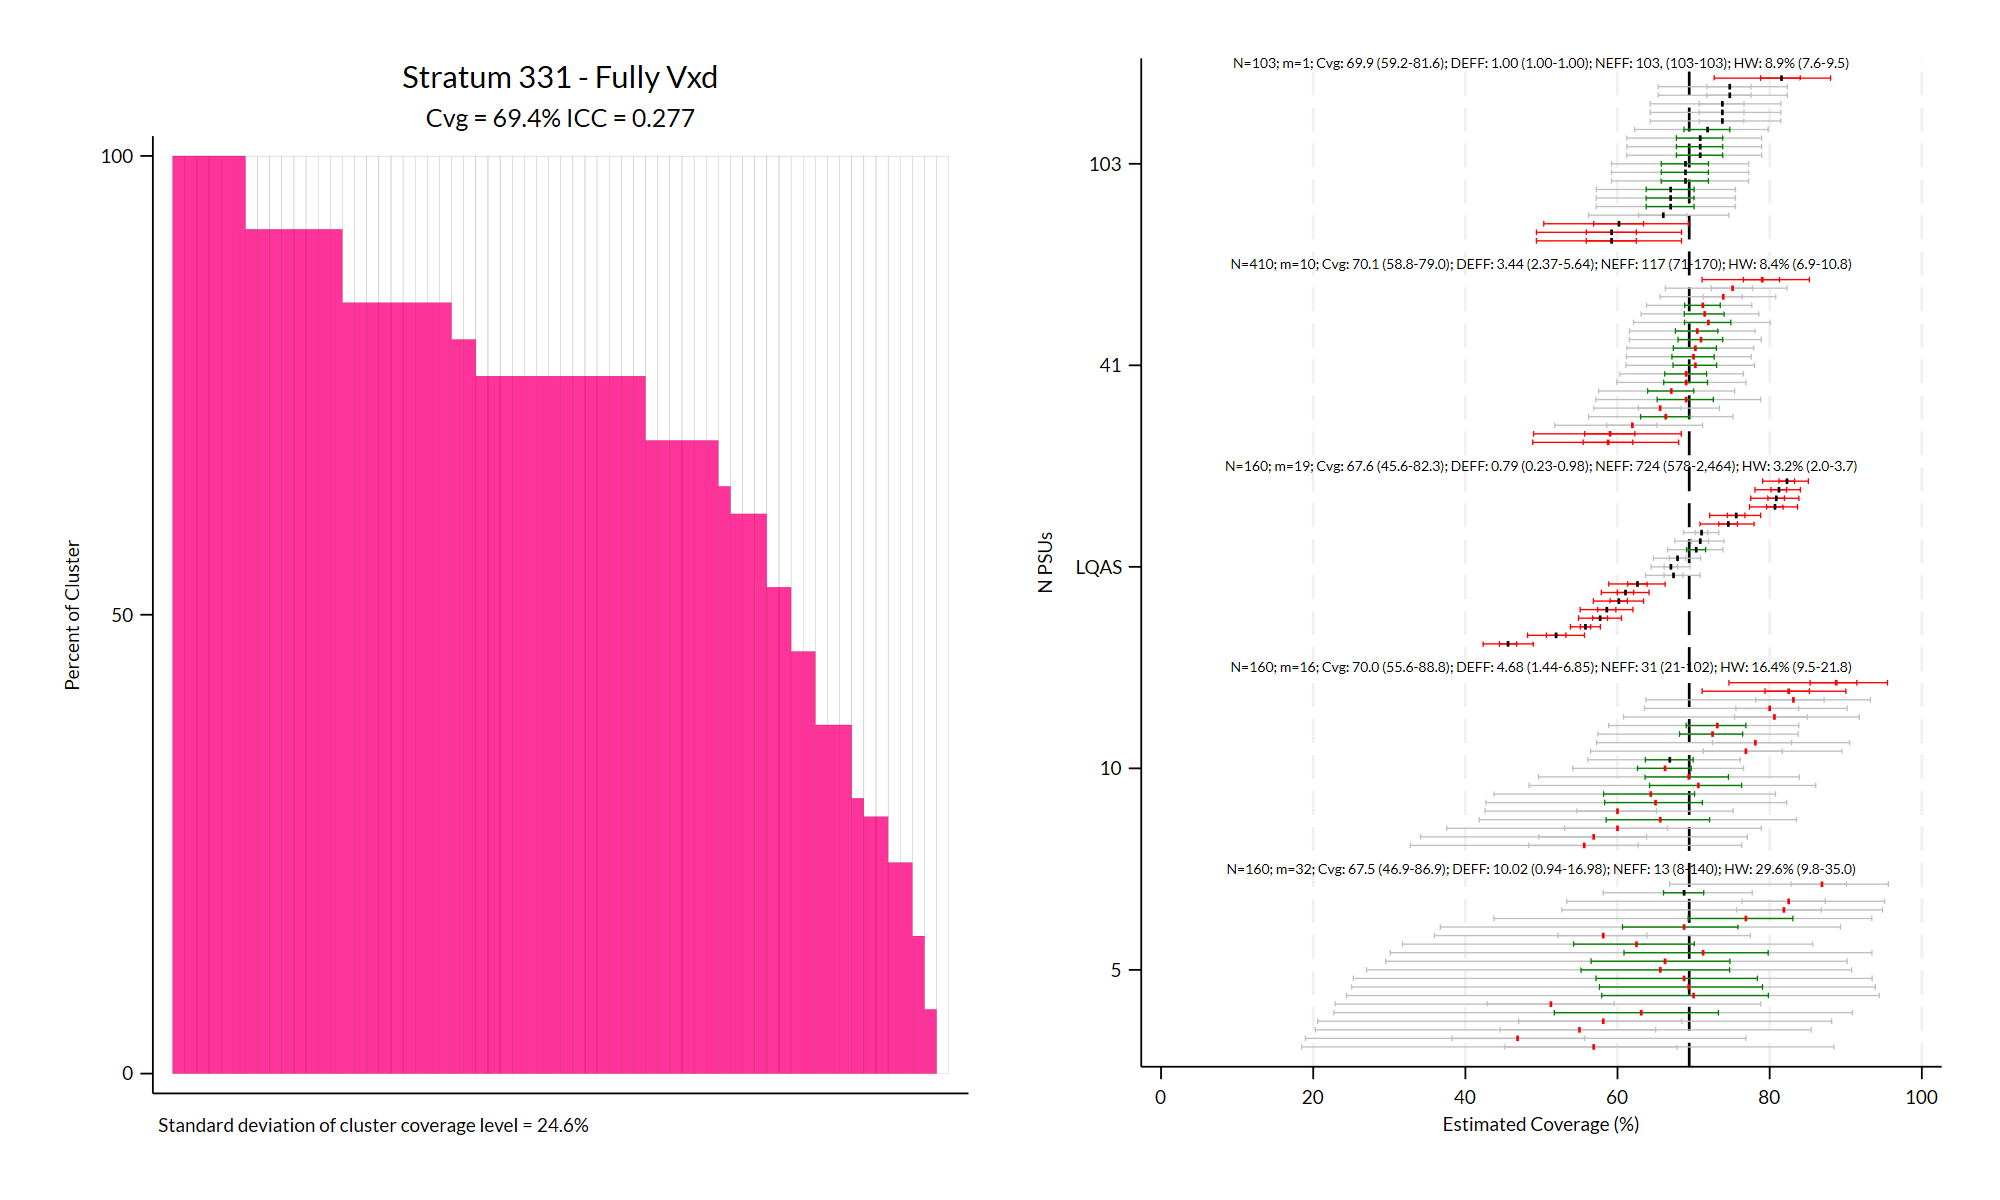 Stratum 331 - Fully Vxd
Cvg = 69.4% ICC = 0.277
100
50
0
Percent of Cluster
Standard deviation of cluster coverage level = 24.6%
N=103; m=1; Cvg: 69.9 (59.2-81.6); DEFF: 1.00 (1.00-1.00); NEFF: 103, (103-103); HW: 8.9% (7.6-9.5)
103
N=410; m=10; Cvg: 70.1 (58.8-79.0); DEFF: 3.44 (2.37-5.64); NEFF: 117 (71-170); HW: 8.4% (6.9-10.8)
41
N=160; m=19; Cvg: 67.6 (45.6-82.3); DEFF: 0.79 (0.23-0.98); NEFF: 724 (578-2,464); HW: 3.2% (2.0-3.7)
LQAS
N=160; m=16; Cvg: 70.0 (55.6-88.8); DEFF: 4.68 (1.44-6.85); NEFF: 31 (21-102); HW: 16.4% (9.5-21.8)
10
N=160; m=32; Cvg: 67.5 (46.9-86.9); DEFF: 10.02 (0.94-16.98); NEFF: 13 (8-140); HW: 29.6% (9.8-35.0)
5
N PSUs
0 20 40 60 80 100
Estimated Coverage (%)